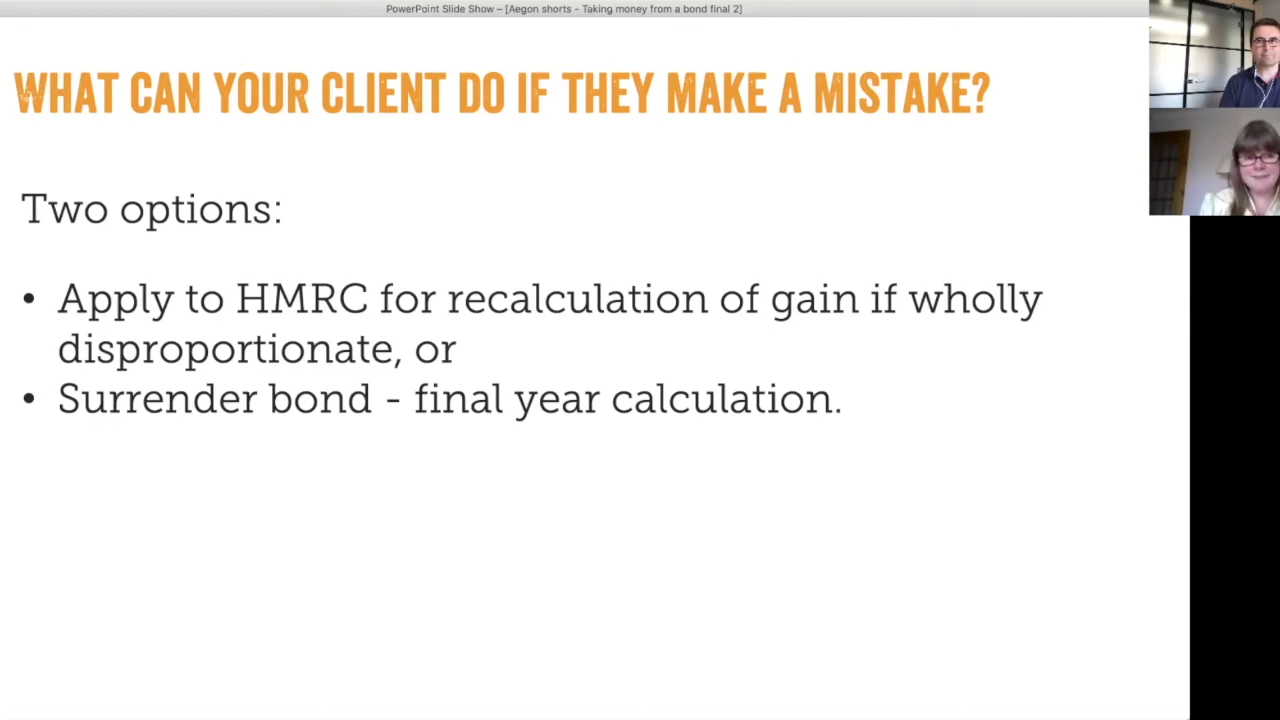 PowerPoint Slide Show – [Aegon shorts - Taking money from a bond final 2]
WHAT CAN YOUR CLIENT DO IF THEY MAKE A MISTAKE?
Two options:
• Apply to HMRC for recalculation of gain if wholly
disproportionate, or
• Surrender bond - final year calculation.